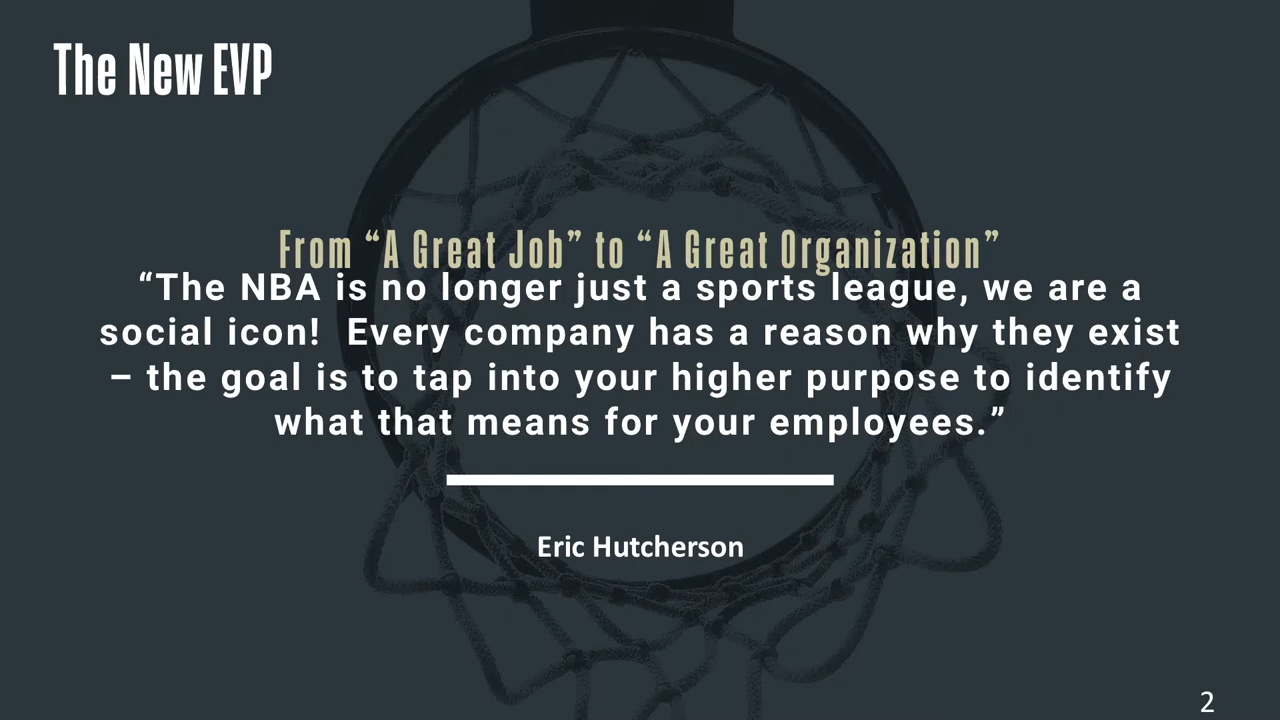 The New EVP
From “A Great Job” to “A Great Organization”
“The NBA is no longer just a sports league, we are a
social icon!  Every company has a reason why they exist
– the goal is to tap into your higher purpose to identify
what that means for your employees.”
Eric Hutcherson
2